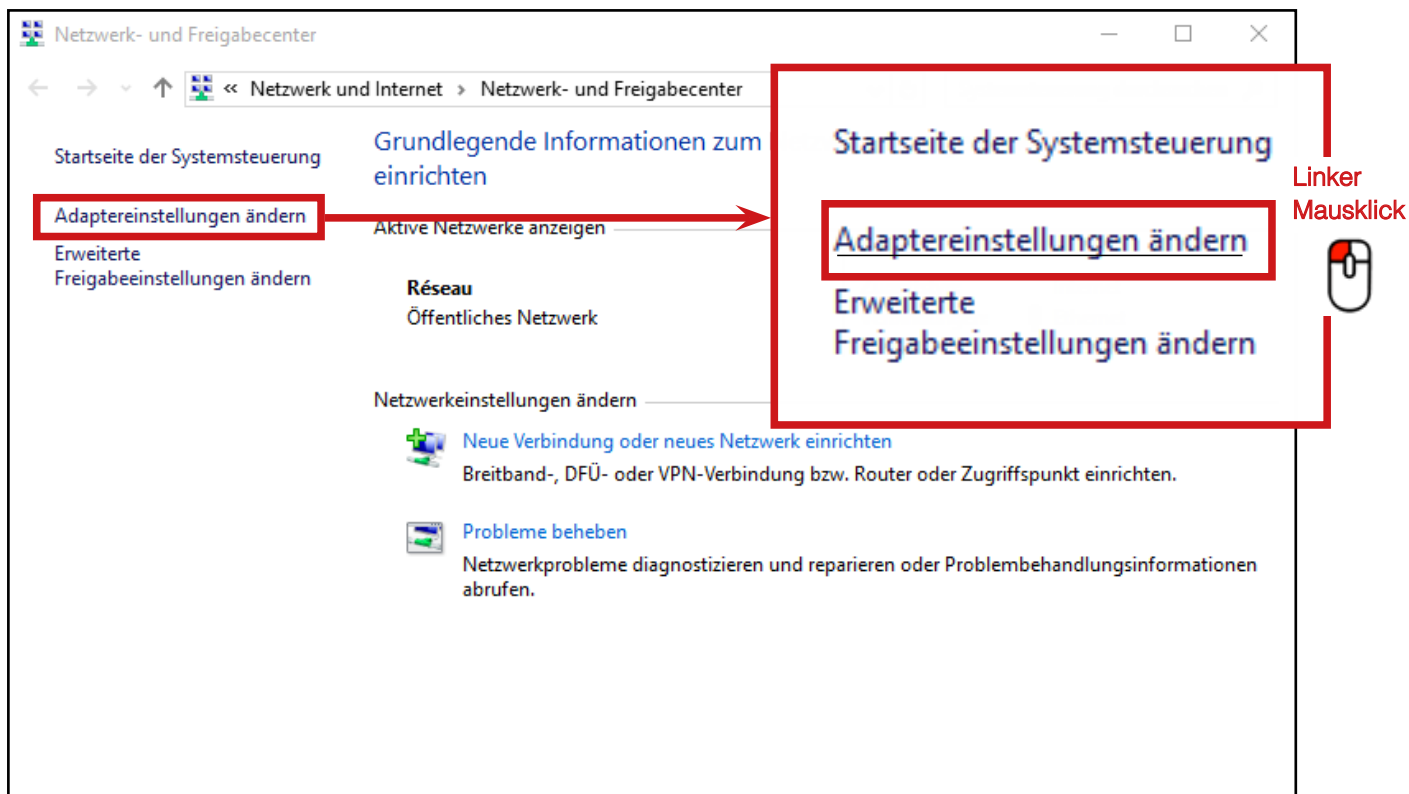 Netzwerk- und Freigabecenter
« Netzwerk und Internet › Netzwerk- und Freigabecenter
Startseite der Systemsteuerung
Adaptereinstellungen ändern
Erweiterte
Freigabeeinstellungen ändern
Grundlegende Informationen zum
einrichten
Aktive Netzwerke anzeigen
Réseau
Öffentliches Netzwerk
Netzwerkeinstellungen ändern
Neue Verbindung oder neues Netzwerk einrichten
Breitband-, DFÜ- oder VPN-Verbindung bzw. Router oder Zugriffspunkt einrichten.
Probleme beheben
Netzwerkprobleme diagnostizieren und reparieren oder Problembehandlungsinformationen
abrufen.
Startseite der Systemsteuerung
Adaptereinstellungen ändern
Erweiterte
Freigabeeinstellungen ändern
Linker
Mausklick